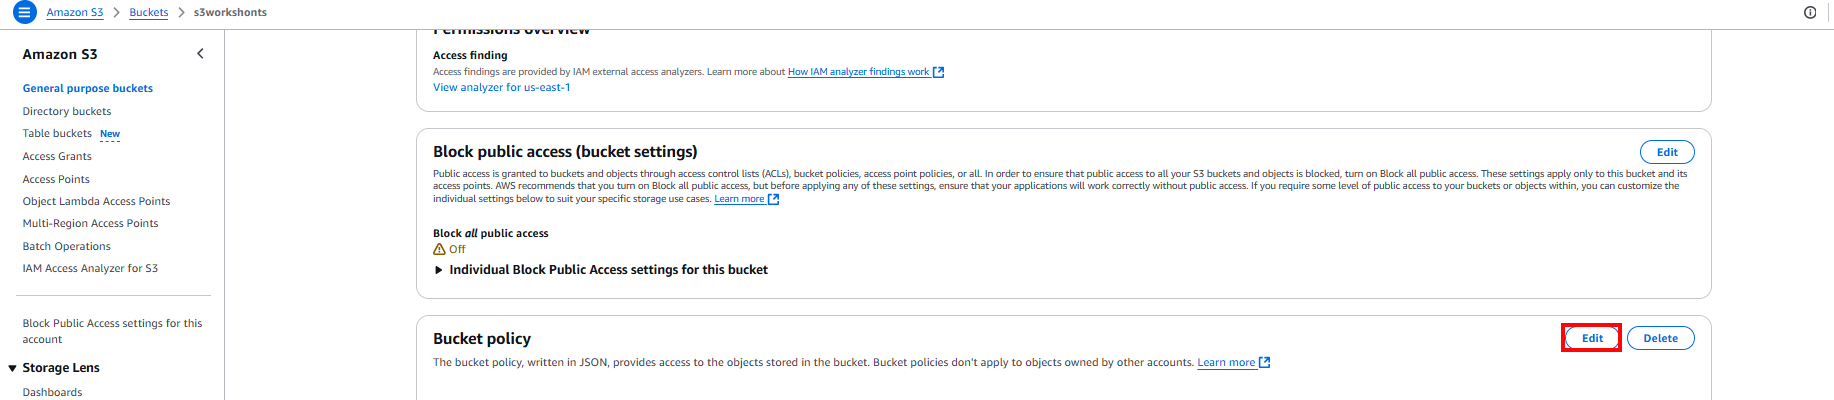 Amazon S3 > Buckets > s3workshonts
Amazon S3
General purpose buckets
Directory buckets
Table buckets New
Access Grants
Access Points
Object Lambda Access Points
Multi-Region Access Points
Batch Operations
IAM Access Analyzer for S3
Block Public Access settings for this
account
Storage Lens
Dashboards
Permissions overview
Access finding
Access findings are provided by IAM external access analyzers. Learn more about How IAM analyzer findings work
View analyzer for us-east-1
Block public access (bucket settings)
Edit
Public access is granted to buckets and objects through access control lists (ACLs), bucket policies, access point policies, or all. In order to ensure that public access to all your S3 buckets and objects is blocked, turn on Block all public access. These settings apply only to this bucket and its
access points. AWS recommends that you turn on Block all public access, but before applying any of these settings, ensure that your applications will work correctly without public access. If you require some level of public access to your buckets or objects within, you can customize the
individual settings below to suit your specific storage use cases. Learn more
Block all public access
Off
Individual Block Public Access settings for this bucket
Bucket policy
Edit
Delete
The bucket policy, written in JSON, provides access to the objects stored in the bucket. Bucket policies don't apply to objects owned by other accounts. Learn more